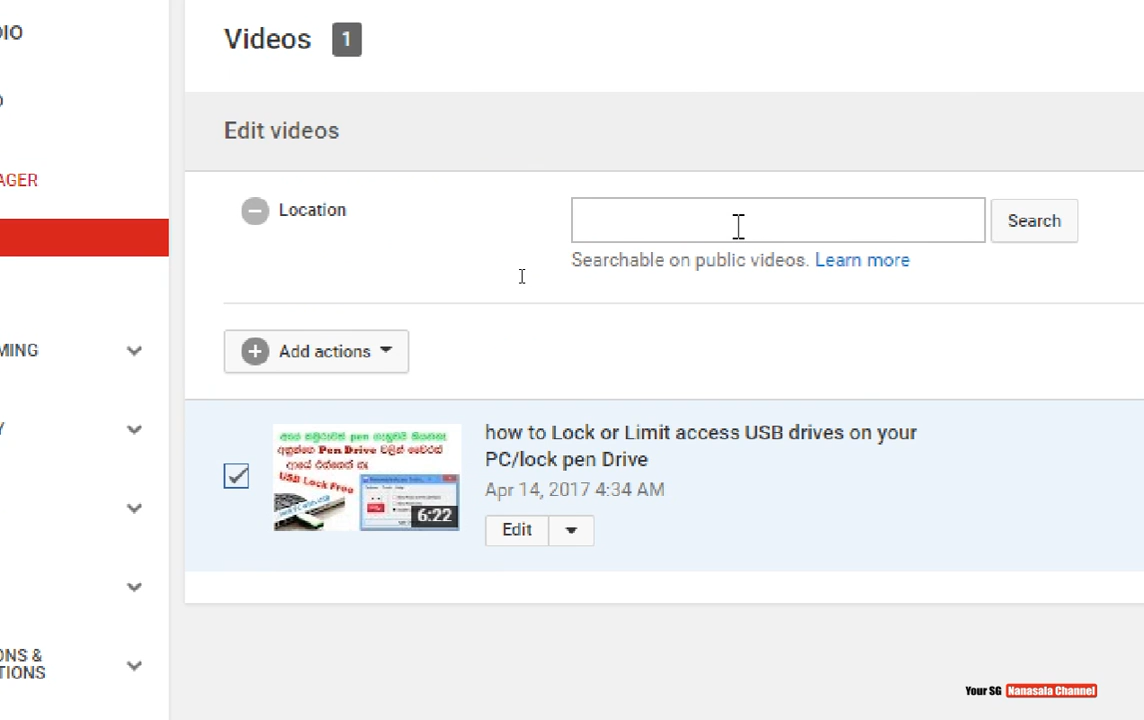 DIO
Videos 1
AGER
Edit videos
Location
Search
Searchable on public videos. Learn more
MING
Add actions
Y
how to Lock or Limit access USB drives on your
PC/lock pen Drive
Apr 14, 2017 4:34 AM
USB Lock Free
6:22
Edit
ONS &
TIONS
Your SG Nanasala Channel